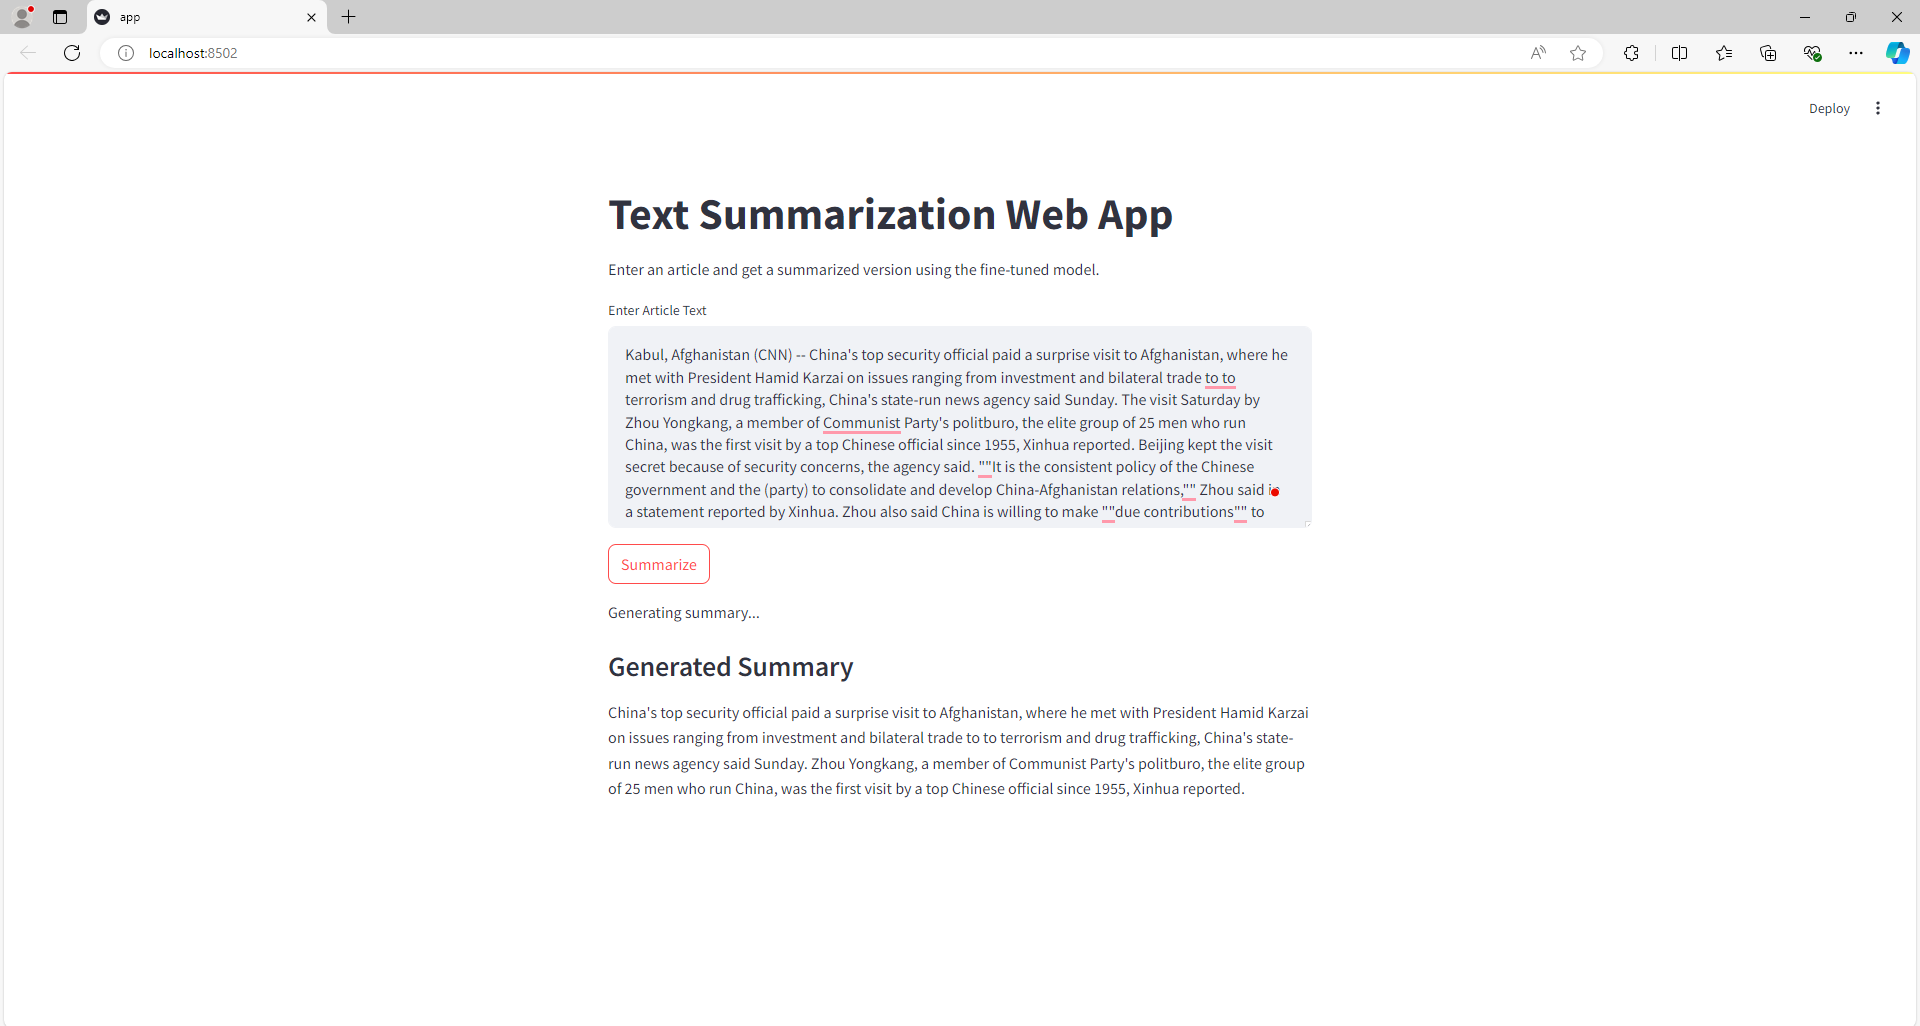 app
localhost:8502
Deploy
Text Summarization Web App
Enter an article and get a summarized version using the fine-tuned model.
Enter Article Text
Kabul, Afghanistan (CNN) -- China's top security official paid a surprise visit to Afghanistan, where he
met with President Hamid Karzai on issues ranging from investment and bilateral trade to to
terrorism and drug trafficking, China's state-run news agency said Sunday. The visit Saturday by
Zhou Yongkang, a member of Communist Party's politburo, the elite group of 25 men who run
China, was the first visit by a top Chinese official since 1955, Xinhua reported. Beijing kept the visit
secret because of security concerns, the agency said. ""It is the consistent policy of the Chinese
government and the (party) to consolidate and develop China-Afghanistan relations,"" Zhou said in
a statement reported by Xinhua. Zhou also said China is willing to make ""due contributions"" to
Summarize
Generating summary...
Generated Summary
China's top security official paid a surprise visit to Afghanistan, where he met with President Hamid Karzai
on issues ranging from investment and bilateral trade to to terrorism and drug trafficking, China's state-
run news agency said Sunday. Zhou Yongkang, a member of Communist Party's politburo, the elite group
of 25 men who run China, was the first visit by a top Chinese official since 1955, Xinhua reported.